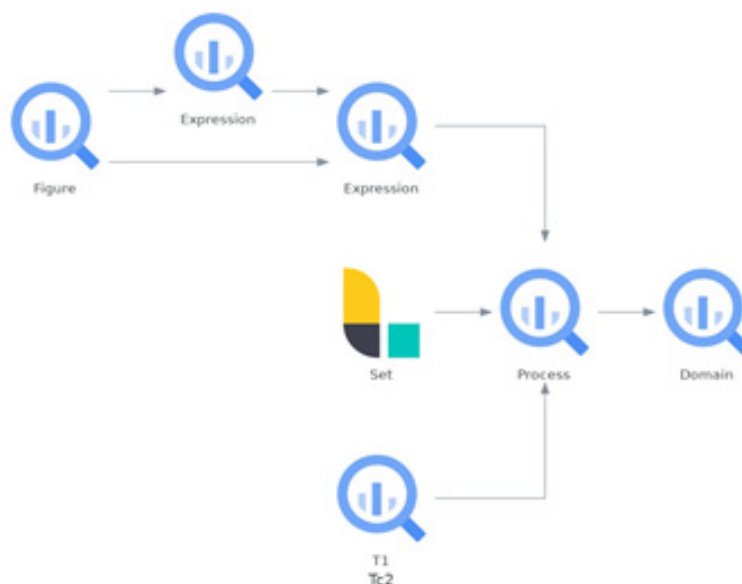 Expression
Figure
Expression
Set
Process
Domain
T1
Tc2